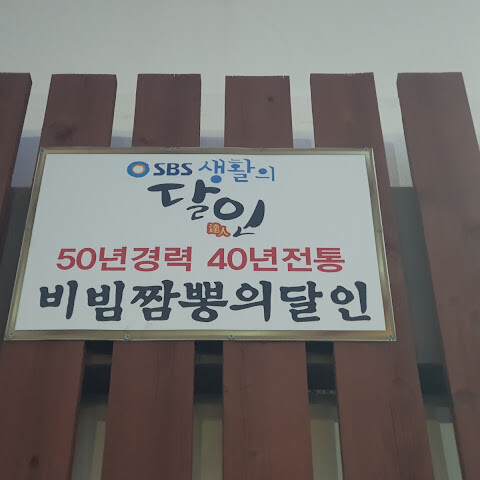 SBS 생활의
달인
達人
50년경력 40년전통
비빔짬뽕의달인